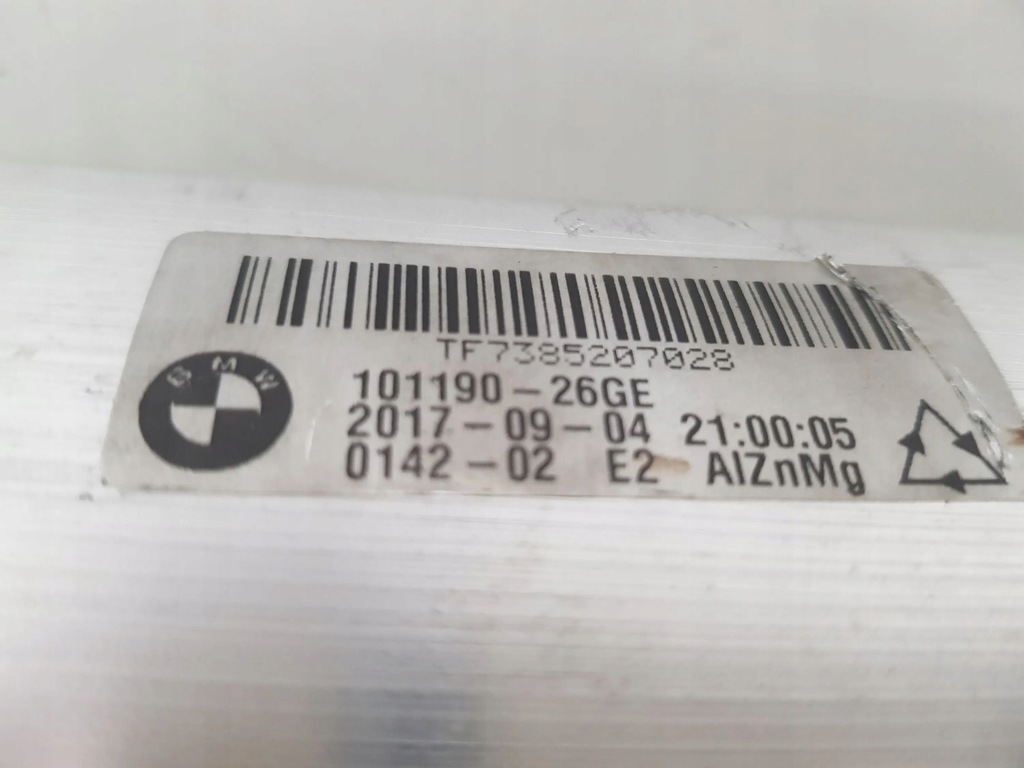 TF7385207028
BMW
101190-26GE
2017-09-04 21:00:05
0142-02 E2 AlZnMg